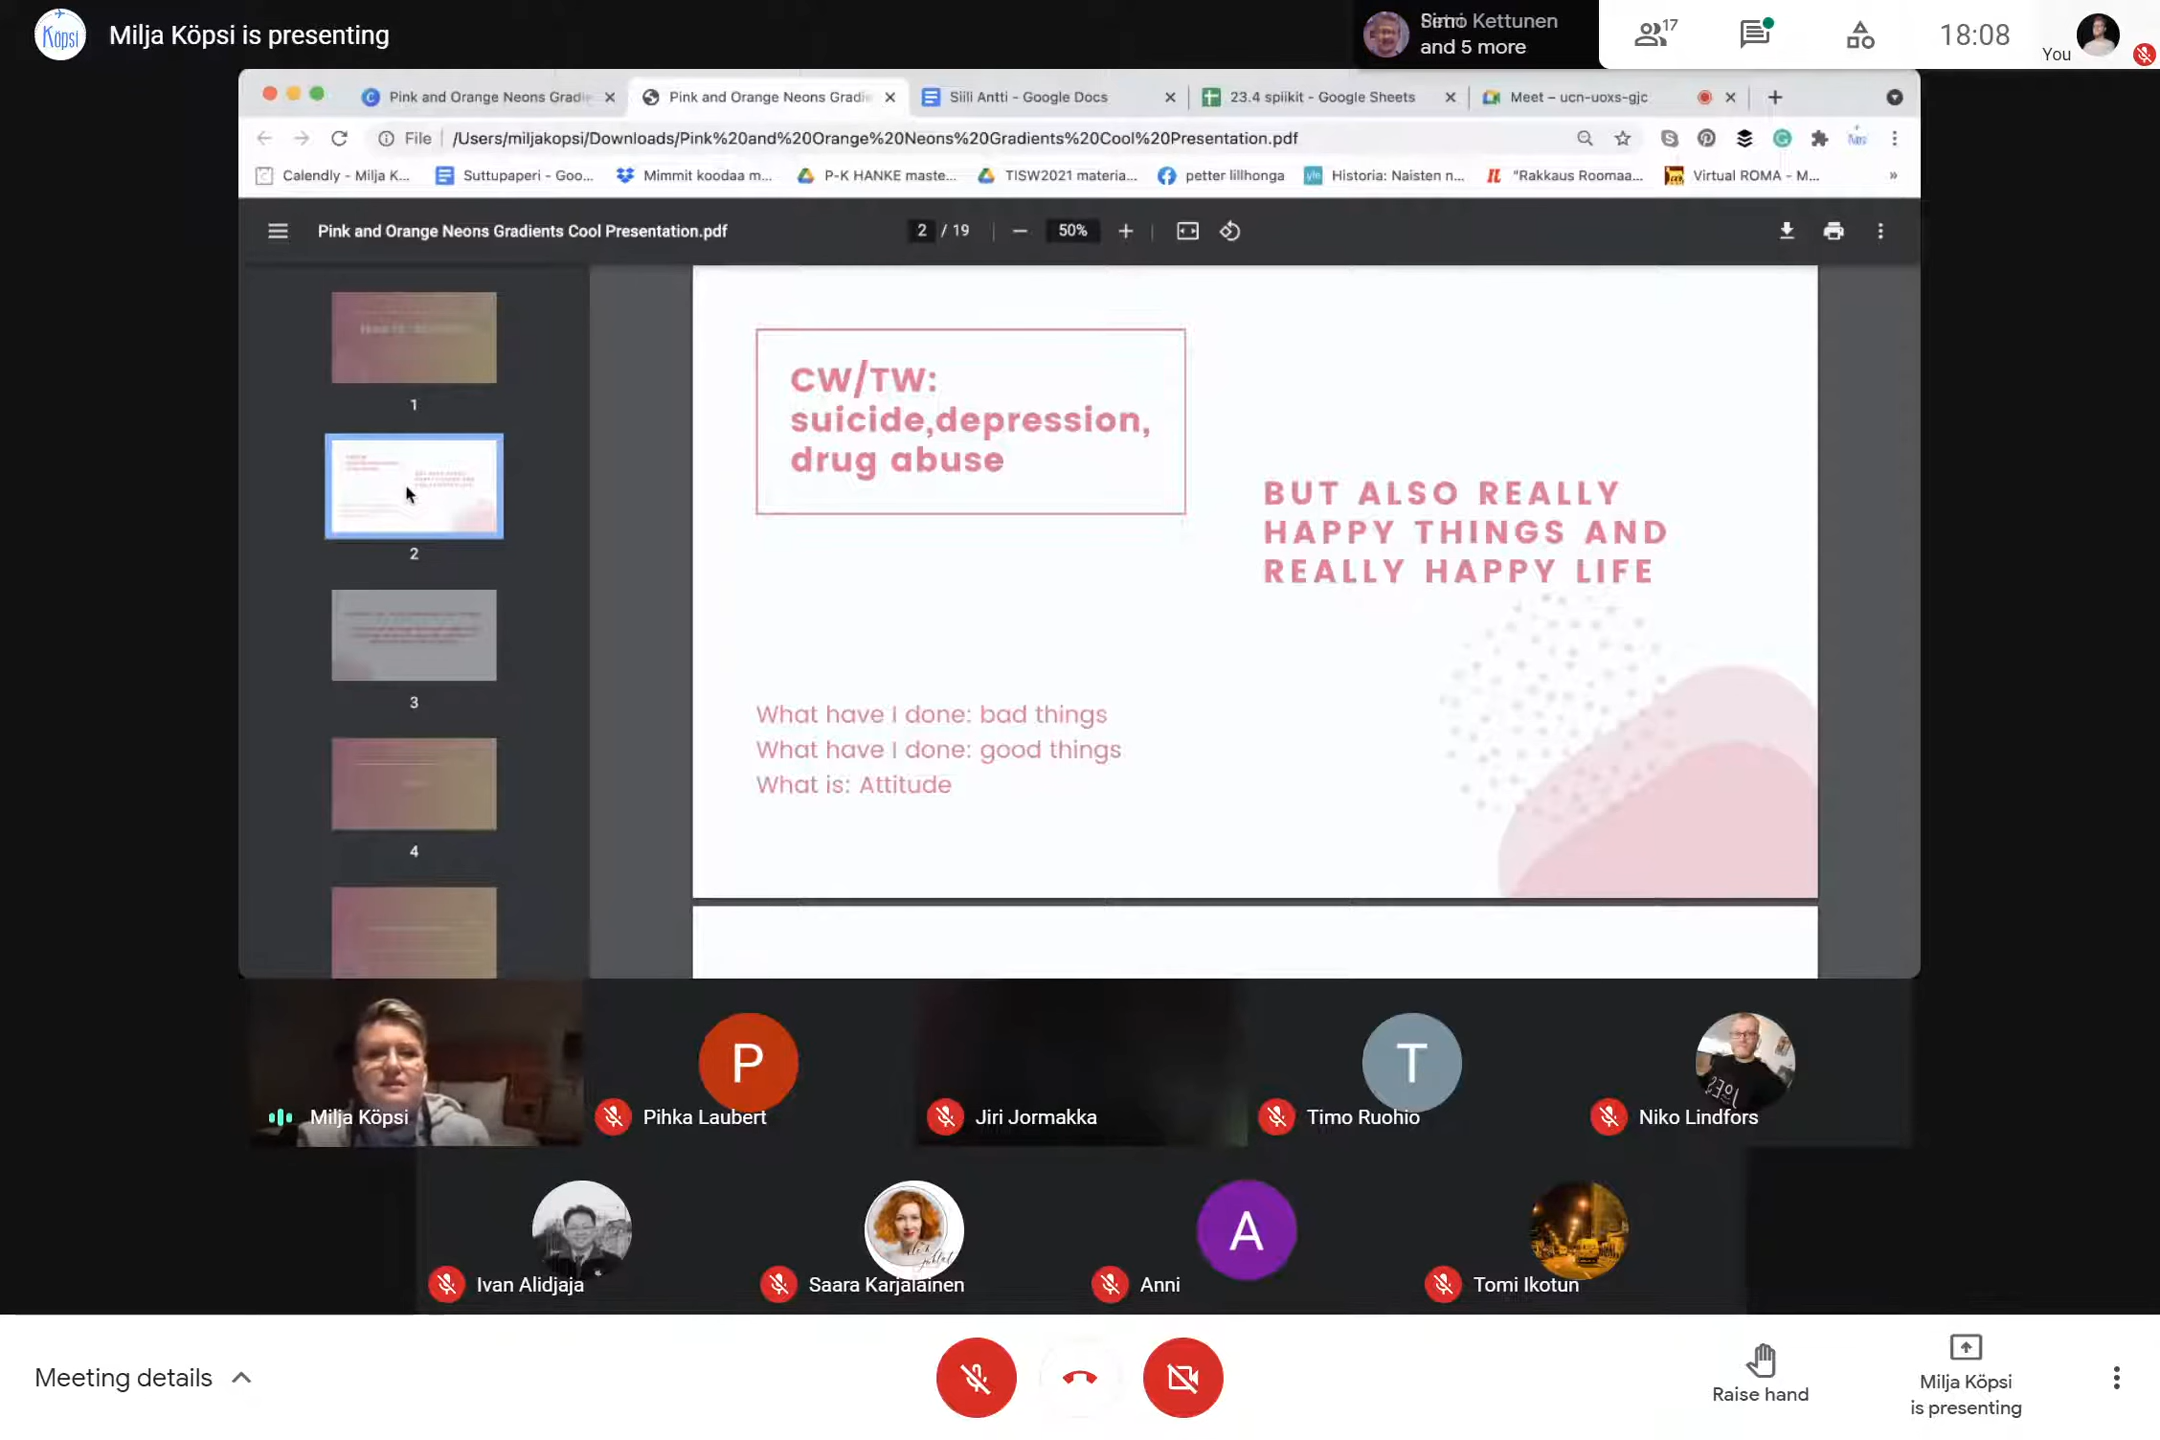 Köpsi
Milja Köpsi is presenting
Kettunen
and 5 more
17
18:08
You
Pink and Orange Neons Gradie
Pink and Orange Neons Gradie
Siili Antti - Google Docs
23.4 spiikit - Google Sheets
Meet – ucn-uoxs-gjc
File
/Users/miljakopsi/Downloads/Pink%20and%20Orange%20Neons%20Gradients%20Cool%20Presentation.pdf
Calendly - Milja K...
Suttupaperi - Goo...
Mimmit koodaa m...
P-K HANKE maste...
TISW2021 materia...
petter lillhonga
yle
Historia: Naisten n...
"Rakkaus Roomaa...
Virtual ROMA - M...
»
Pink and Orange Neons Gradients Cool Presentation.pdf
2 / 19
50%
1
2
3
4
CW/TW:
suicide,depression,
drug abuse
BUT ALSO REALLY
HAPPY THINGS AND
REALLY HAPPY LIFE
What have I done: bad things
What have I done: good things
What is: Attitude
Milja Köpsi
P
Pihka Laubert
Jiri Jormakka
T
Timo Ruohio
Niko Lindfors
Ivan Alidjaja
Saara Karjalainen
A
Anni
Tomi Ikotun
Meeting details
Raise hand
Milja Köpsi
is presenting